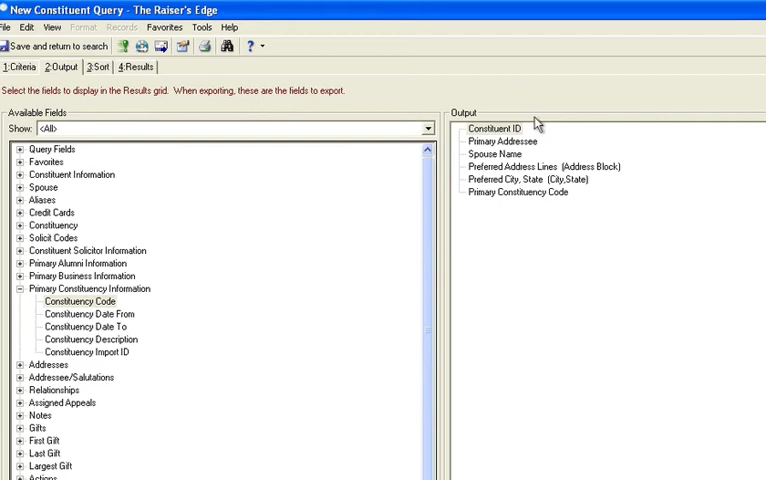 New Constituent Query - The Raiser's Edge
File Edit View Format Records Favorites Tools Help
Save and return to search
1:Criteria 2:Output 3:Sort 4:Results
Select the fields to display in the Results grid. When exporting, these are the fields to export.
Available Fields
Show: <All>
Query Fields
Favorites
Constituent Information
Spouse
Aliases
Credit Cards
Constituency
Solicit Codes
Constituent Solicitor Information
Primary Alumni Information
Primary Business Information
Primary Constituency Information
Constituency Code
Constituency Date From
Constituency Date To
Constituency Description
Constituency Import ID
Addresses
Addressee/Salutations
Relationships
Assigned Appeals
Notes
Gifts
First Gift
Last Gift
Largest Gift
Actions
Output
Constituent ID
Primary Addressee
Spouse Name
Preferred Address Lines (Address Block)
Preferred City, State (City,State)
Primary Constituency Code